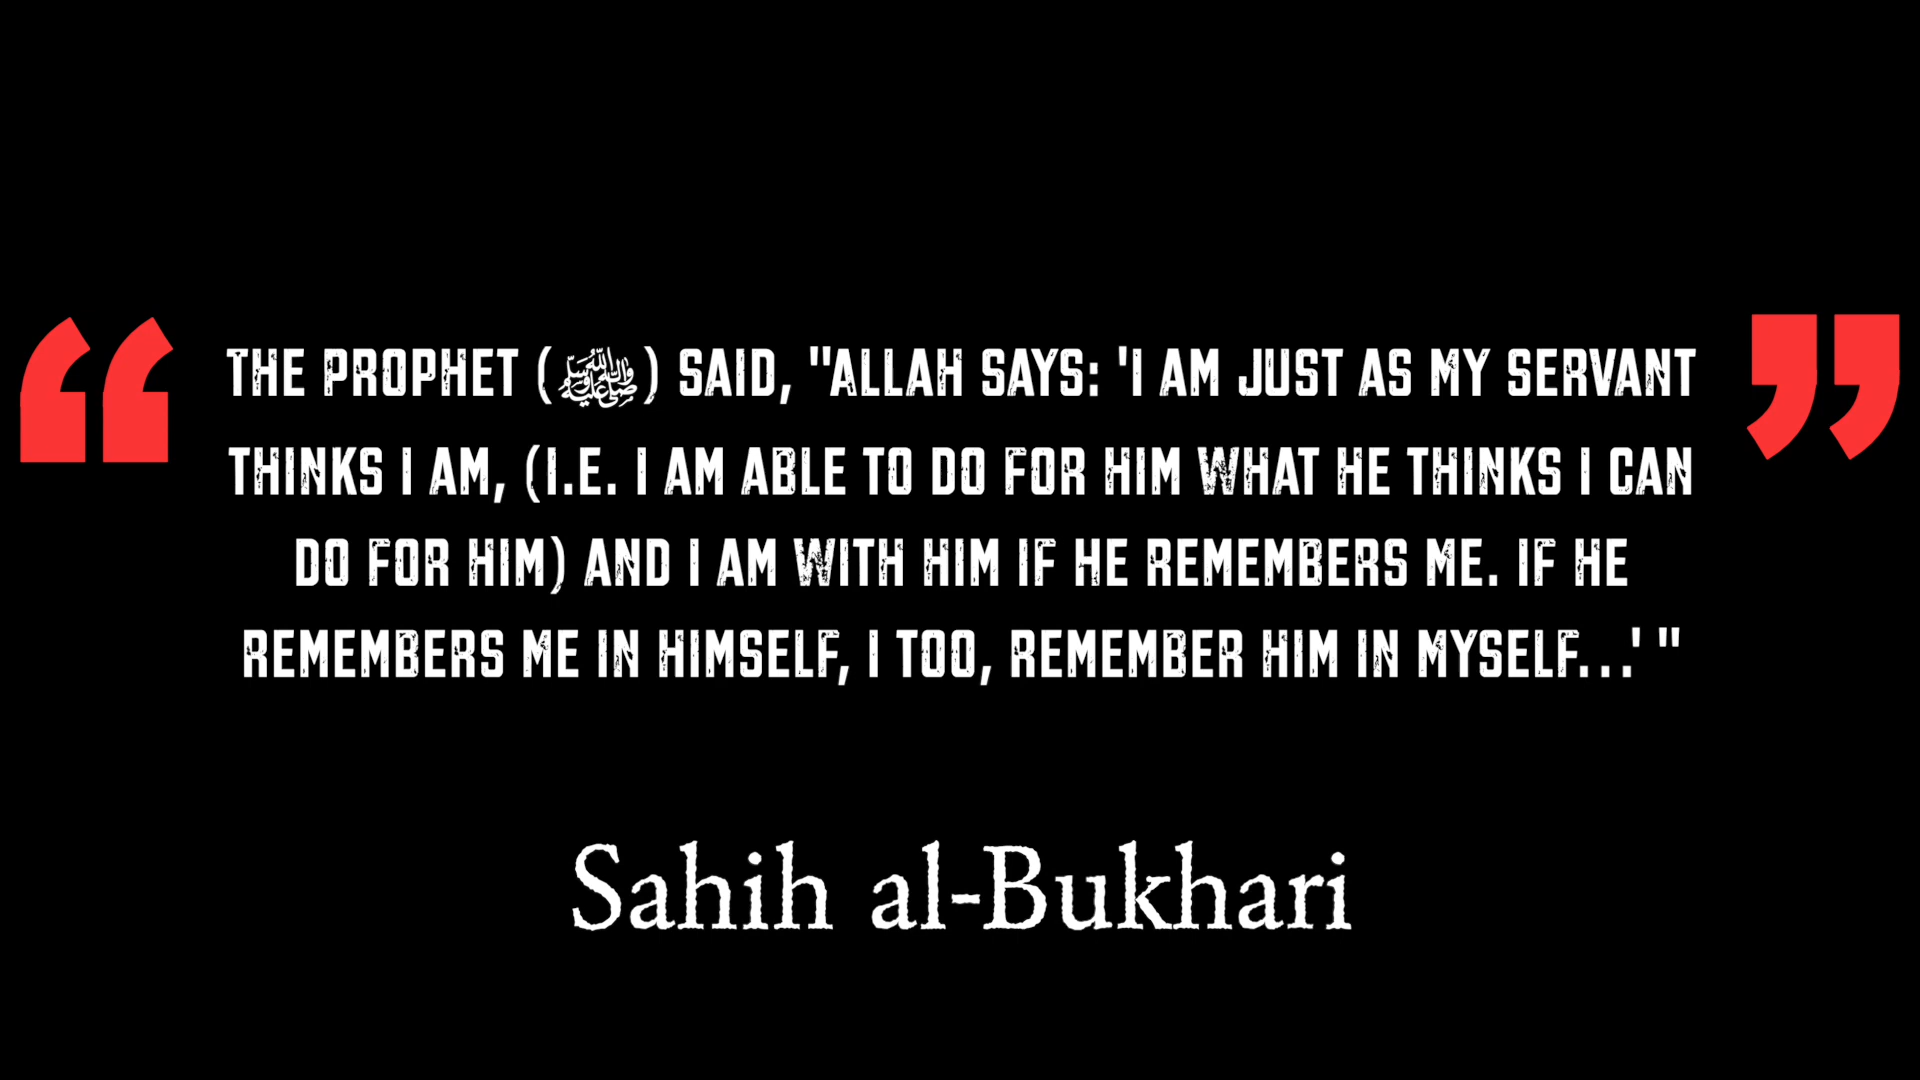 “ THE PROPHET (ﷺ) SAID, "ALLAH SAYS: 'I AM JUST AS MY SERVANT ”
THINKS I AM, (I.E. I AM ABLE TO DO FOR HIM WHAT HE THINKS I CAN
DO FOR HIM) AND I AM WITH HIM IF HE REMEMBERS ME. IF HE
REMEMBERS ME IN HIMSELF, I TOO, REMEMBER HIM IN MYSELF...' "
Sahih al-Bukhari